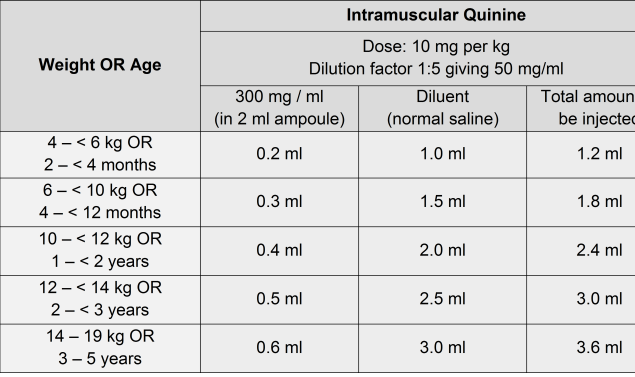 Weight OR Age
Intramuscular Quinine
Dose: 10 mg per kg
Dilution factor 1:5 giving 50 mg/ml
300 mg / ml
(in 2 ml ampoule)
Diluent
(normal saline)
Total amoun
be injected
4 – < 6 kg OR
2 – < 4 months
0.2 ml
1.0 ml
1.2 ml
6 – < 10 kg OR
4 – < 12 months
0.3 ml
1.5 ml
1.8 ml
10 – < 12 kg OR
1 – < 2 years
0.4 ml
2.0 ml
2.4 ml
12 – < 14 kg OR
2 – < 3 years
0.5 ml
2.5 ml
3.0 ml
14 – 19 kg OR
3 – 5 years
0.6 ml
3.0 ml
3.6 ml